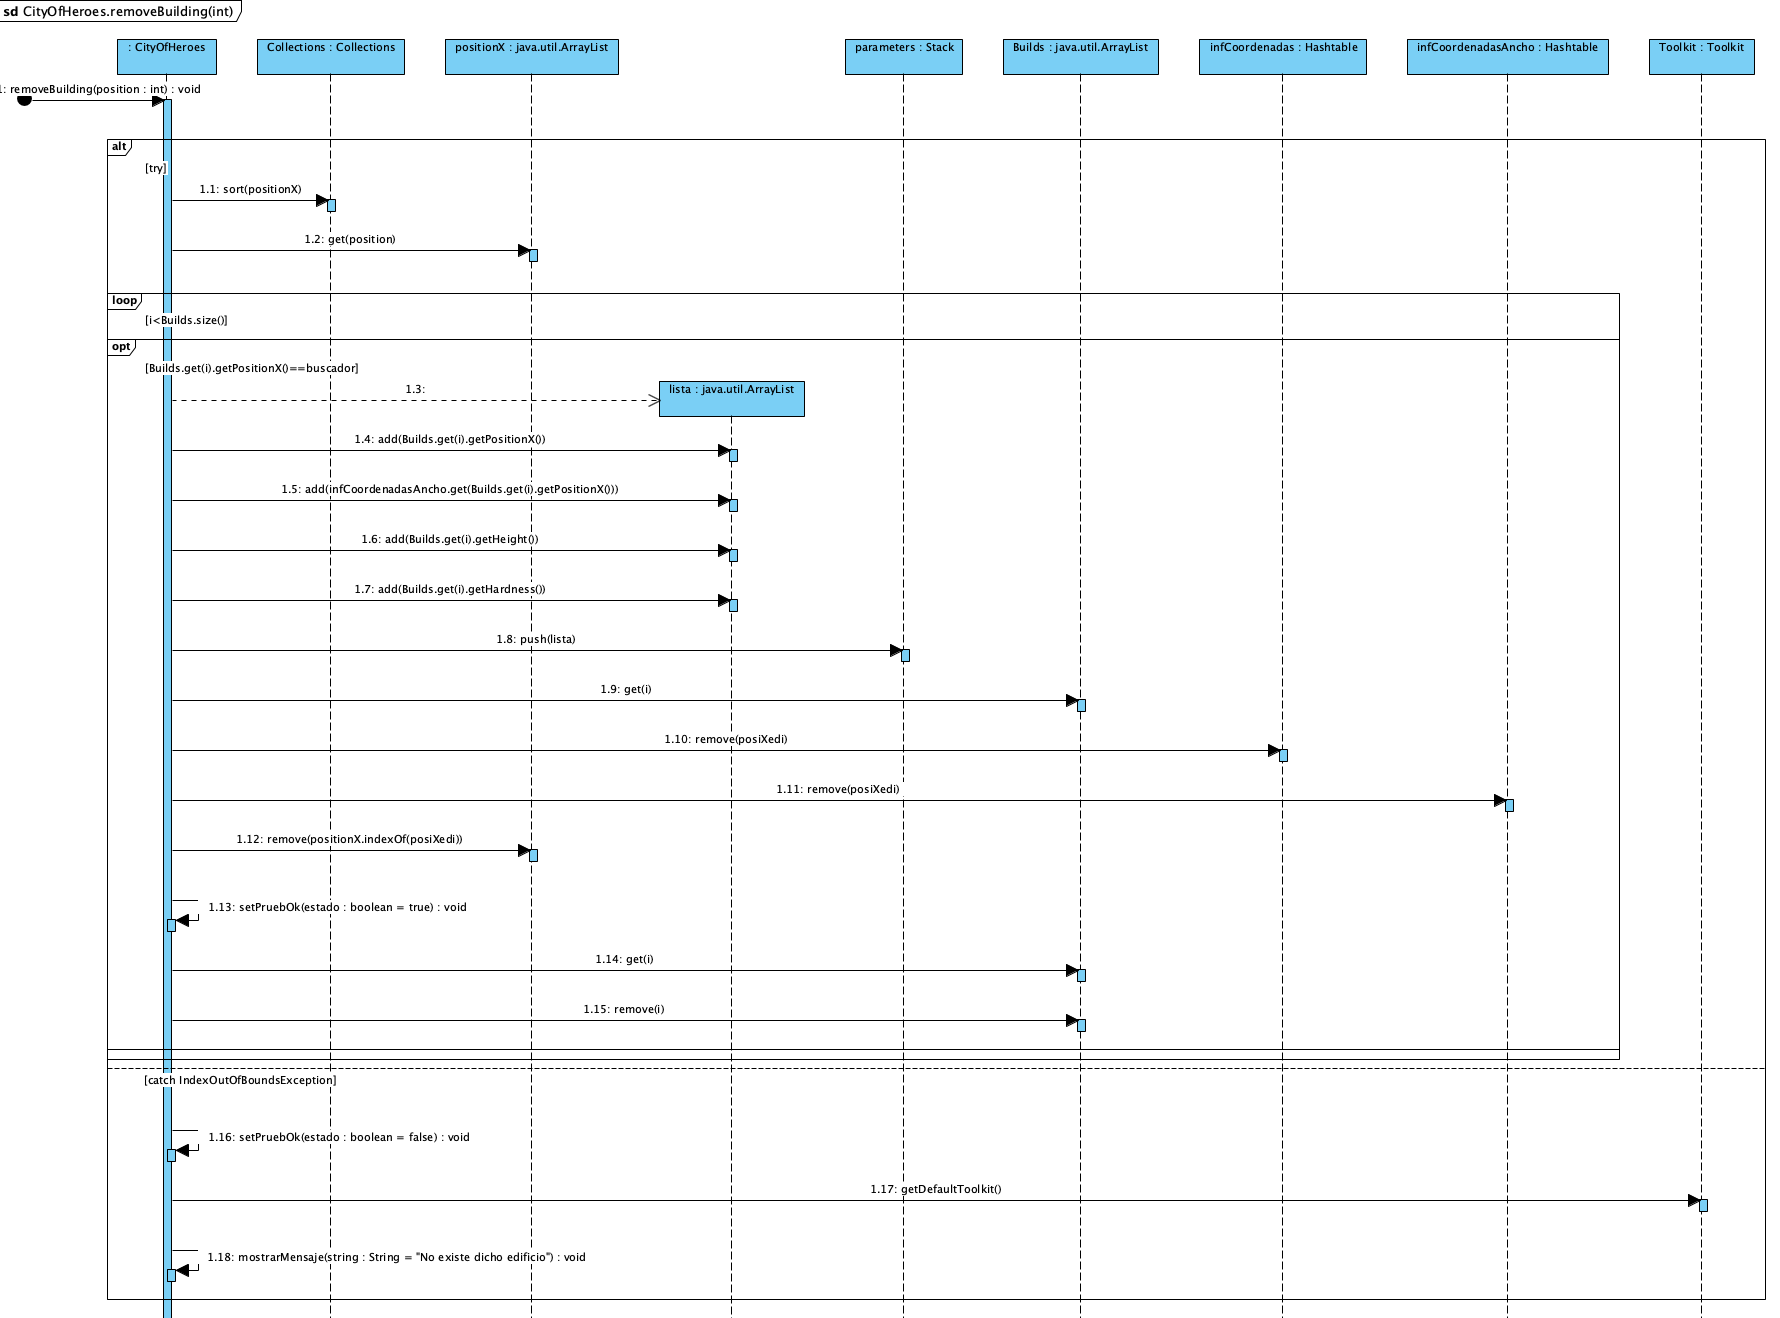 sd CityOfHeroes.removeBuilding(int)
: CityOfHeroes
Collections : Collections
positionX : java.util.ArrayList
parameters : Stack
Builds : java.util.ArrayList
infCoordenadas : Hashtable
infCoordenadasAncho : Hashtable
Toolkit : Toolkit
1: removeBuilding(position : int) : void
alt
[try]
1.1: sort(positionX)
1.2: get(position)
loop
[i<Builds.size()]
opt
[Builds.get(i).getPositionX()==buscador]
1.3:
lista : java.util.ArrayList
1.4: add(Builds.get(i).getPositionX())
1.5: add(infCoordenadasAncho.get(Builds.get(i).getPositionX()))
1.6: add(Builds.get(i).getHeight())
1.7: add(Builds.get(i).getHardness())
1.8: push(lista)
1.9: get(i)
1.10: remove(posiXedi)
1.11: remove(posiXedi)
1.12: remove(positionX.indexOf(posiXedi))
1.13: setPruebOk(estado : boolean = true) : void
1.14: get(i)
1.15: remove(i)
[catch IndexOutOfBoundsException]
1.16: setPruebOk(estado : boolean = false) : void
1.17: getDefaultToolkit()
1.18: mostrarMensaje(string : String = "No existe dicho edificio") : void